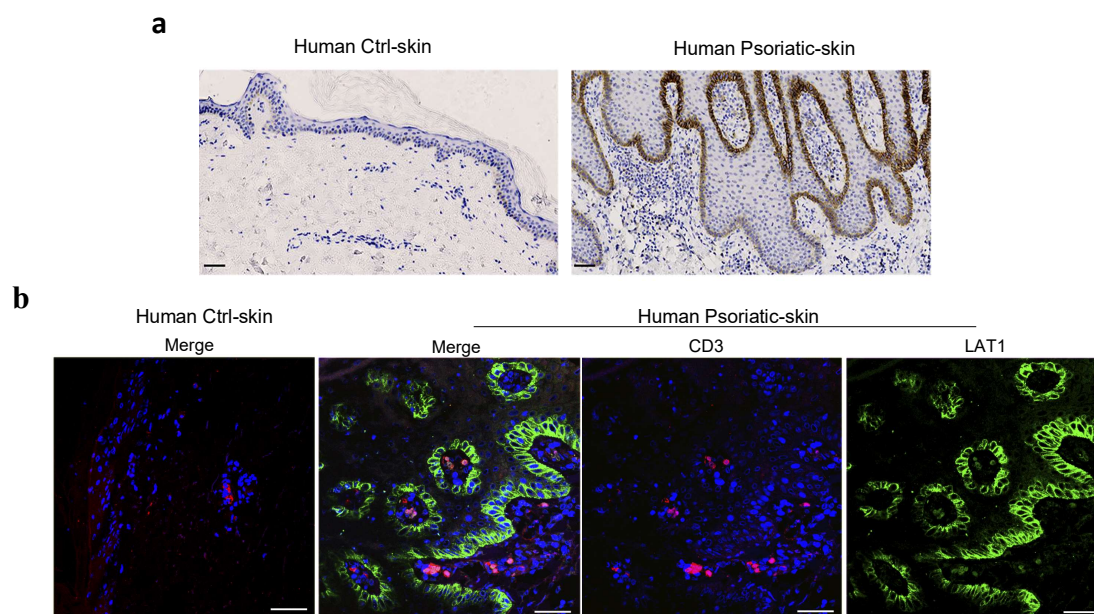 a
Human Ctrl-skin
Human Psoriatic-skin
b
Human Ctrl-skin
Human Psoriatic-skin
Merge
Merge
CD3
LAT1